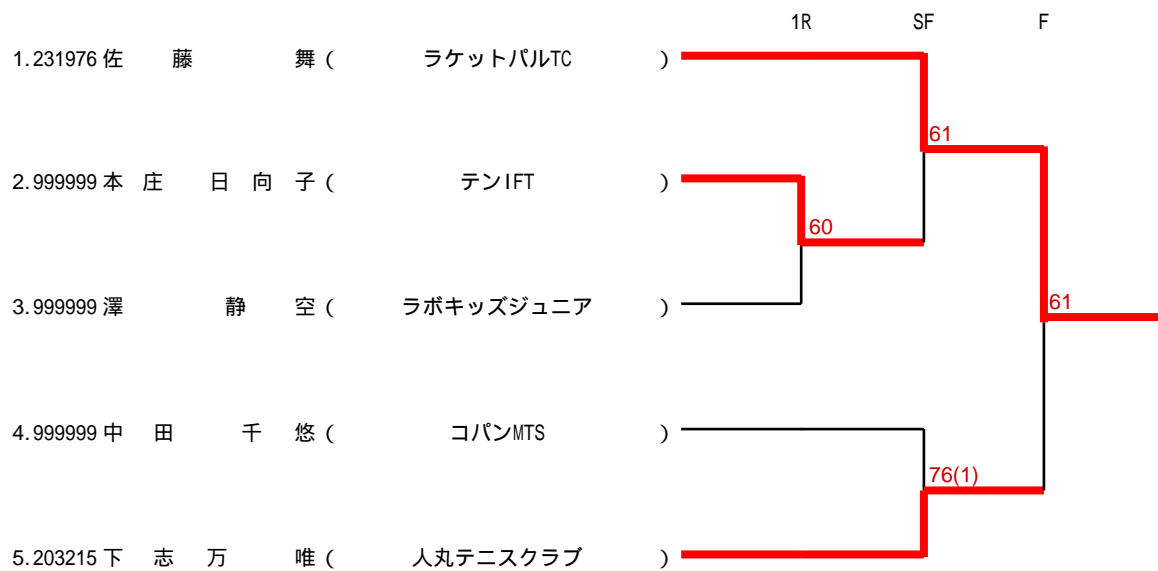 1R SF F
1.231976 佐 藤 舞 ( ラケットパルTC )
61
2.999999 本 庄 日 向 子 ( テンIFT )
60
3.999999 澤 静 空 ( ラボキッズジュニア )
61
4.999999 中 田 千 悠 ( コパンMTS )
76(1)
5.203215 下 志 万 唯 ( 人丸テニスクラブ )